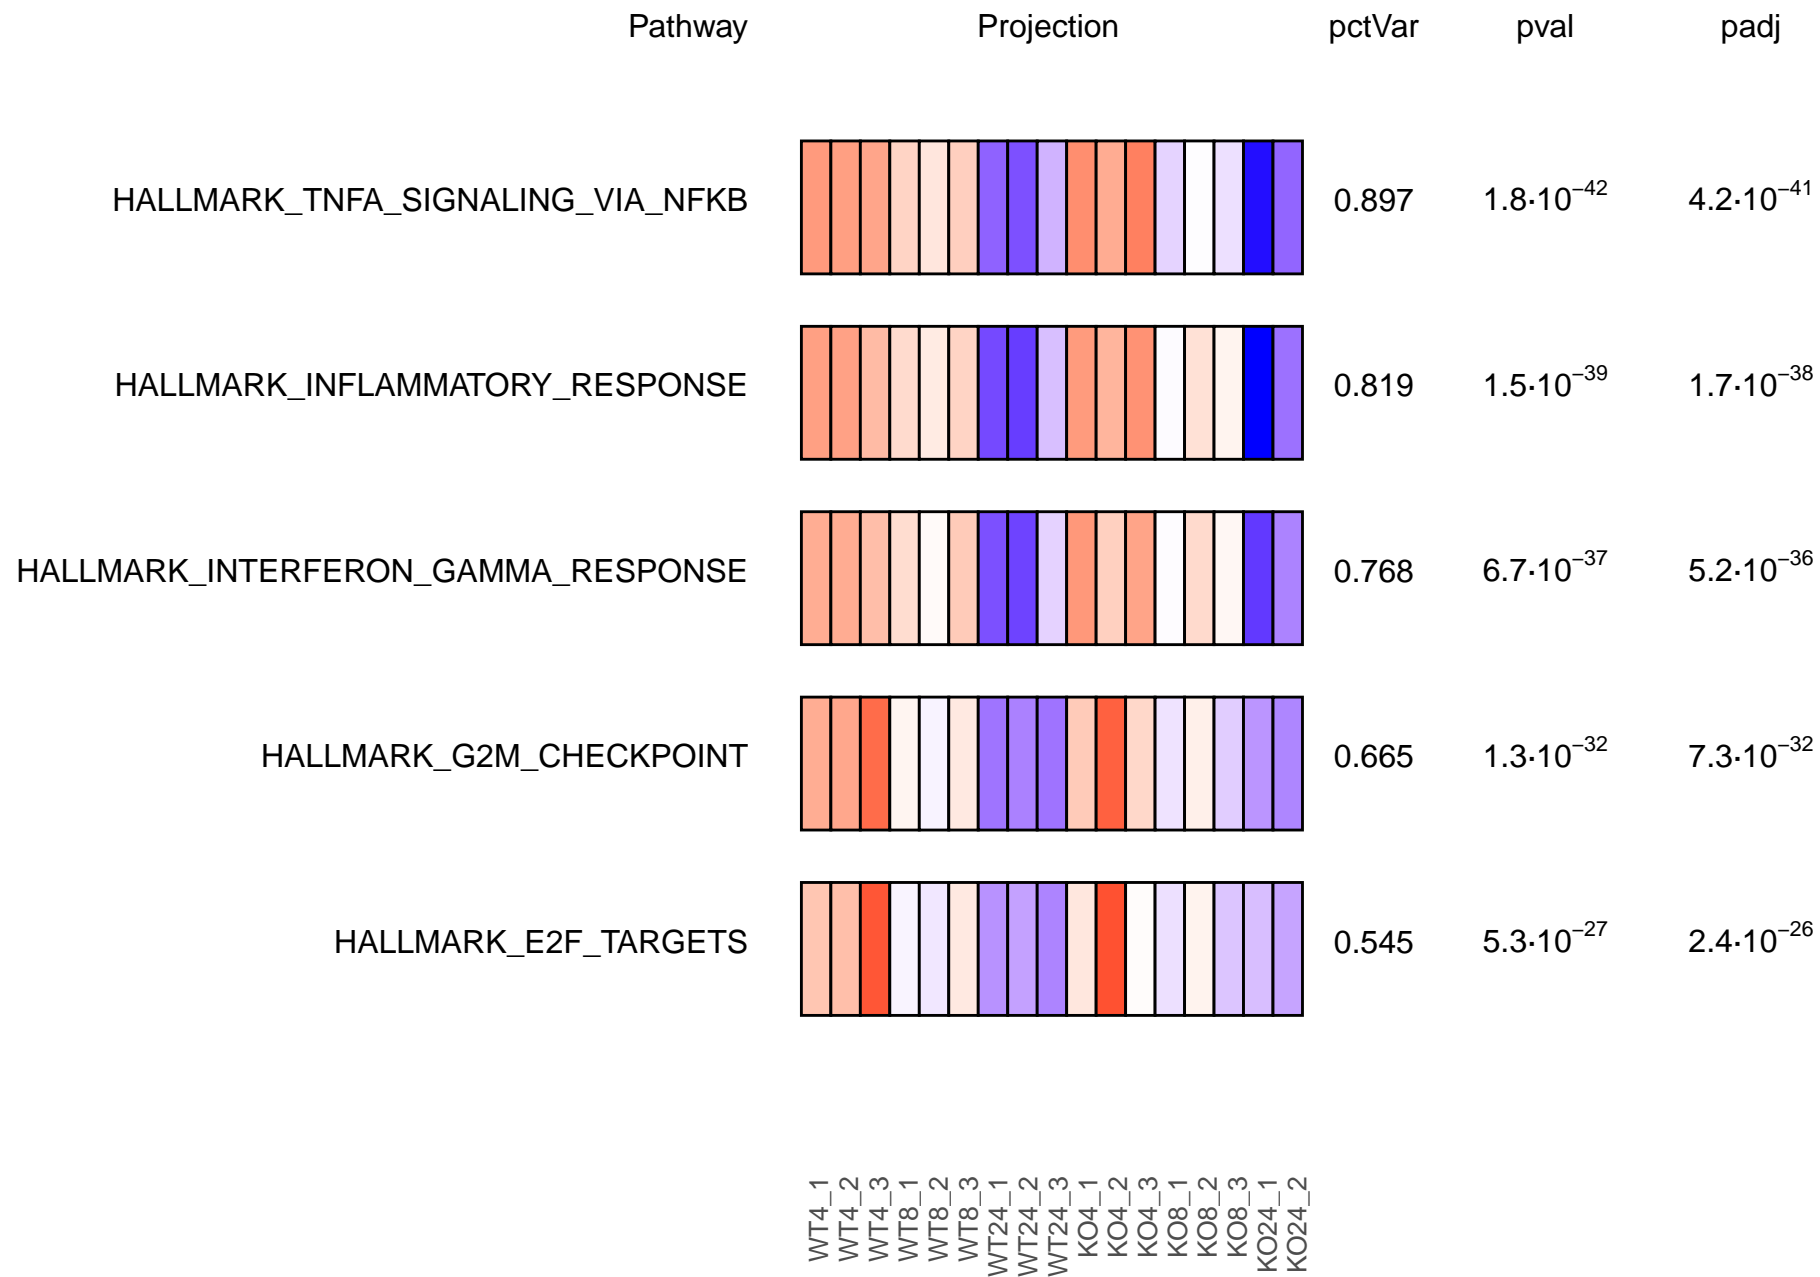 Pathway Projection pctVar pval padj
HALLMARK_TNFA_SIGNALING_VIA_NFKB 0.897 1.8·10⁻⁴² 4.2·10⁻⁴¹
HALLMARK_INFLAMMATORY_RESPONSE 0.819 1.5·10⁻³⁹ 1.7·10⁻³⁸
HALLMARK_INTERFERON_GAMMA_RESPONSE 0.768 6.7·10⁻³⁷ 5.2·10⁻³⁶
HALLMARK_G2M_CHECKPOINT 0.665 1.3·10⁻³² 7.3·10⁻³²
HALLMARK_E2F_TARGETS 0.545 5.3·10⁻²⁷ 2.4·10⁻²⁶
WT4_1
WT4_2
WT4_3
WT8_1
WT8_2
WT8_3
WT24_1
WT24_2
WT24_3
KO4_1
KO4_2
KO4_3
KO8_1
KO8_2
KO8_3
KO24_1
KO24_2